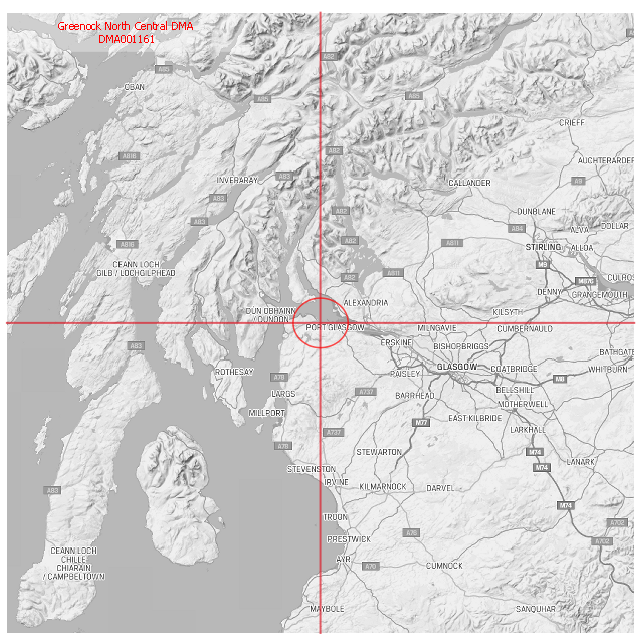 Greenock North Central DMA
DMA001161
A82
A85
OBAN
A85
A85
CRIEFF
A816
A82
AUCHTERARDER
INVERARAY
A83
CALLANDER
A9
A83
A82
DUNBLANE
A83
A84
ALVA
DOLLAR
A816
A82
A811
STIRLING
ALLOA
CEANN LOCH
GILB / LOCHGILPHEAD
A82
A811
M9
M876
CULROS
DENNY
GRANGEMOUTH
ALEXANDRIA
DUN OBHAINN
/ DUNOON
KILSYTH
PORT GLASGOW
MILNGAVIE
CUMBERNAULD
A83
ERSKINE
BISHOPBRIGGS
BATHGATE
ROTHESAY
A78
PAISLEY
GLASGOW
COATBRIDGE
WHITBURN
M8
LARGS
A737
BARRHEAD
BELLSHILL
MILLPORT
MOTHERWELL
EAST KILBRIDE
M77
A737
LARKHALL
A78
STEWARTON
M74
STEVENSTON
M74
LANARK
IRVINE
KILMARNOCK
DARVEL
A83
M74
TROON
A702
PRESTWICK
A76
A702
CEANN LOCH
CHILLE
CHIARAIN
/ CAMPBELTOWN
AYR
A70
CUMNOCK
MAYBOLE
SANQUHAR